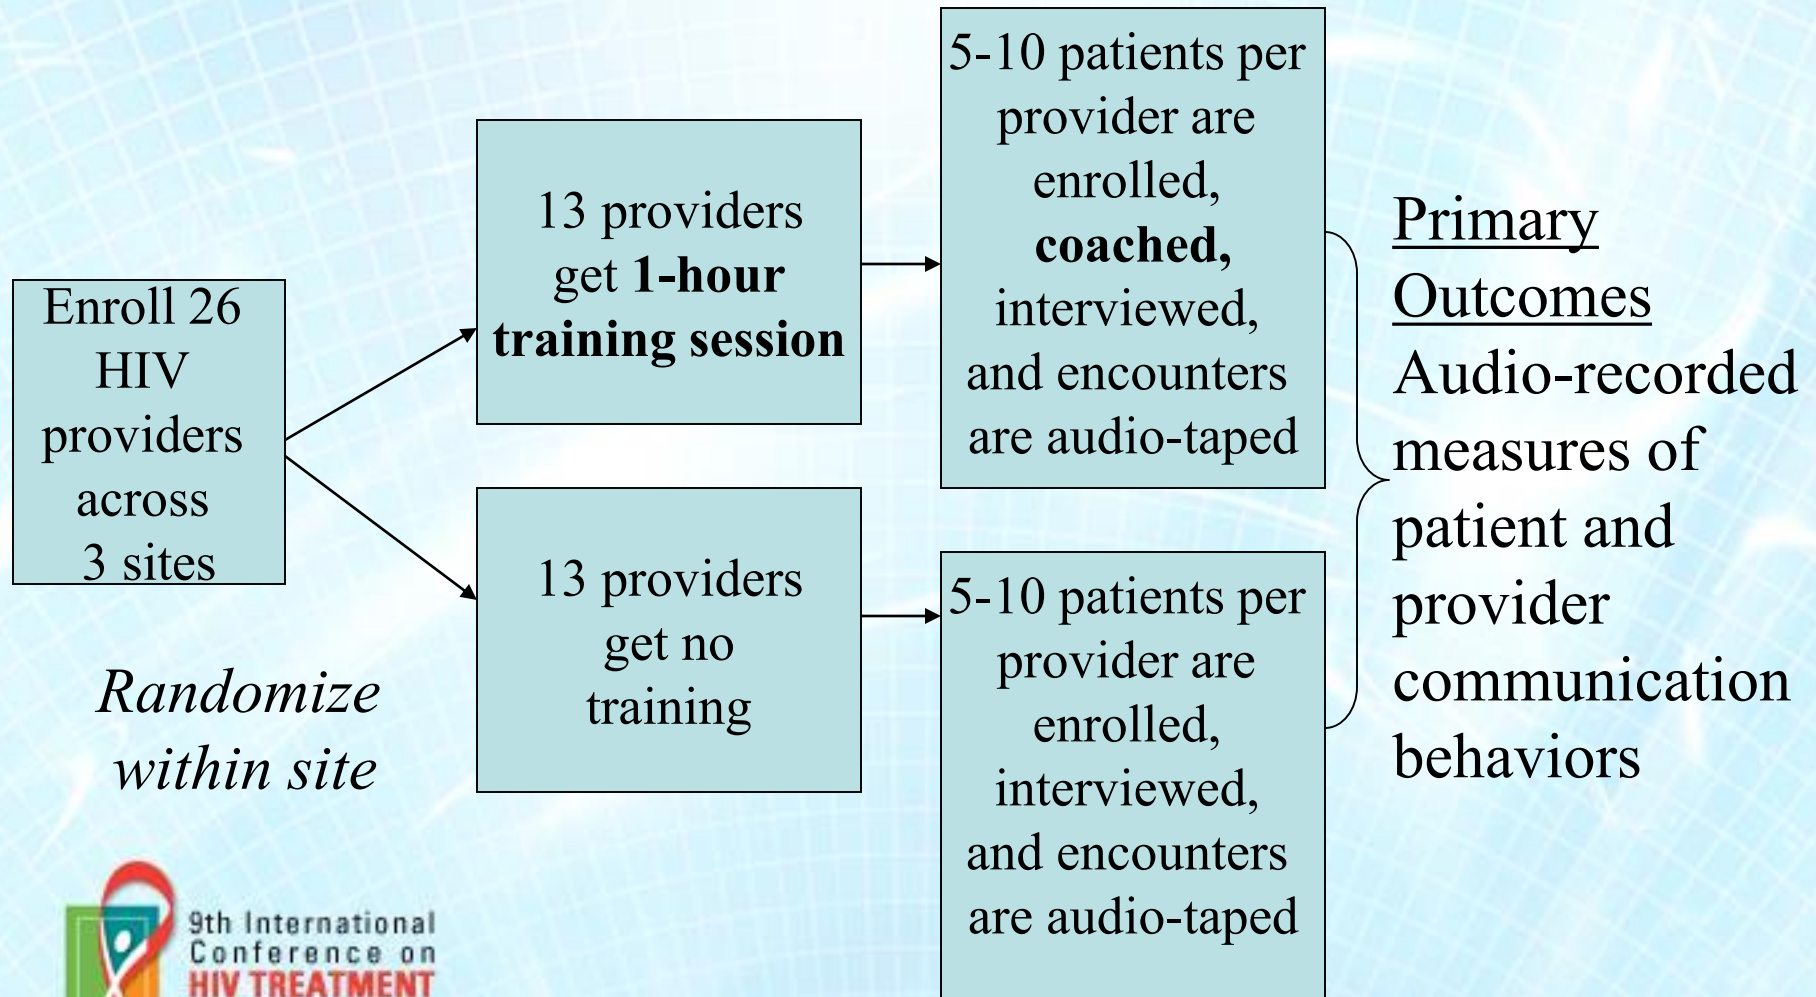 Enroll 26
HIV
providers
across
3 sites
Randomize
within site
13 providers
get 1-hour
training session
13 providers
get no
training
5-10 patients per
provider are
enrolled,
coached,
interviewed,
and encounters
are audio-taped
5-10 patients per
provider are
enrolled,
interviewed,
and encounters
are audio-taped
Primary
Outcomes
Audio-recorded
measures of
patient and
provider
communication
behaviors
9th International
Conference on
HIV TREATMENT